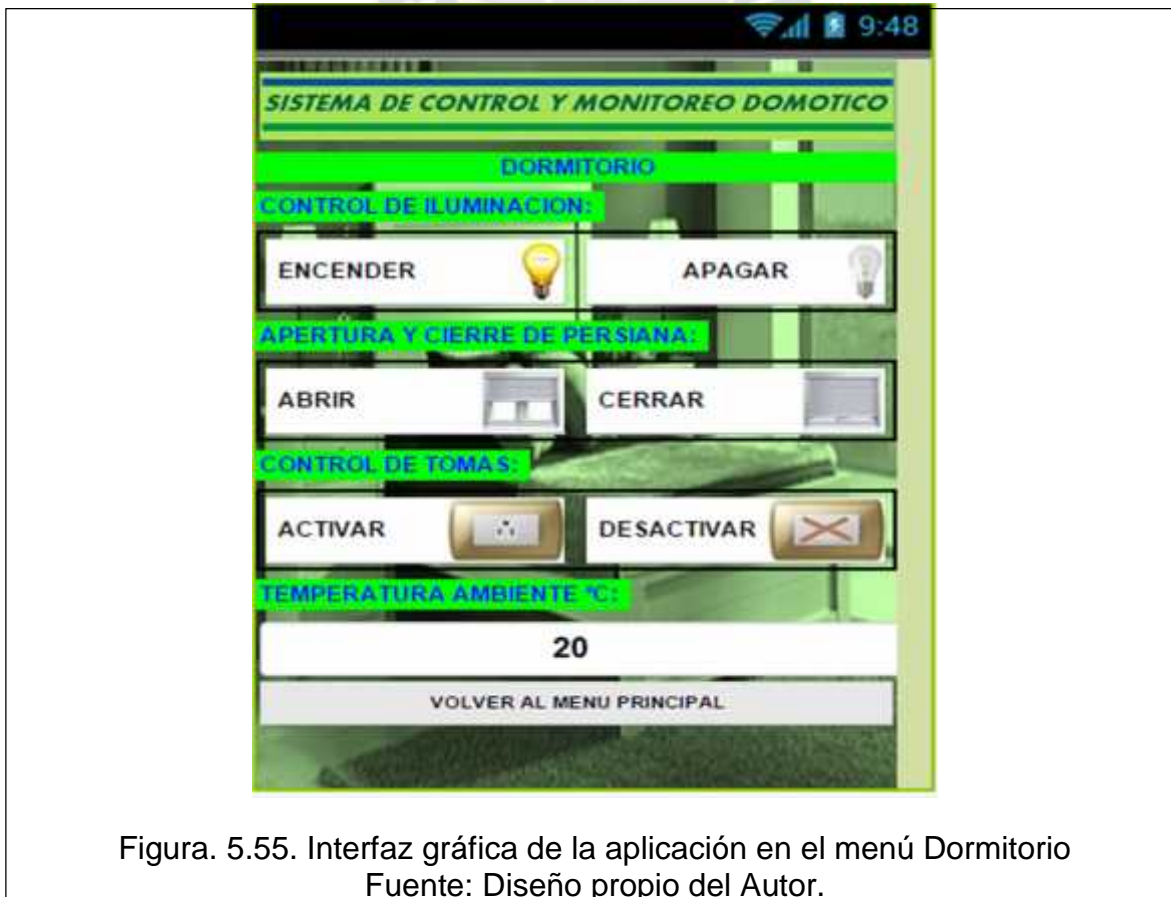 9:48
SISTEMA DE CONTROL Y MONITOREO DOMOTICO
DORMITORIO
CONTROL DE ILUMINACION:
ENCENDER APAGAR
APERTURA Y CIERRE DE PERSIANA:
ABRIR CERRAR
CONTROL DE TOMAS:
ACTIVAR DESACTIVAR
TEMPERATURA AMBIENTE ºC:
20
VOLVER AL MENU PRINCIPAL
Figura. 5.55. Interfaz gráfica de la aplicación en el menú Dormitorio
Fuente: Diseño propio del Autor.